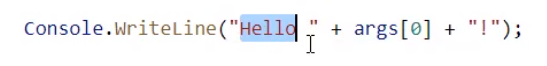 Console.WriteLine("Hello " + args[0] + "!");